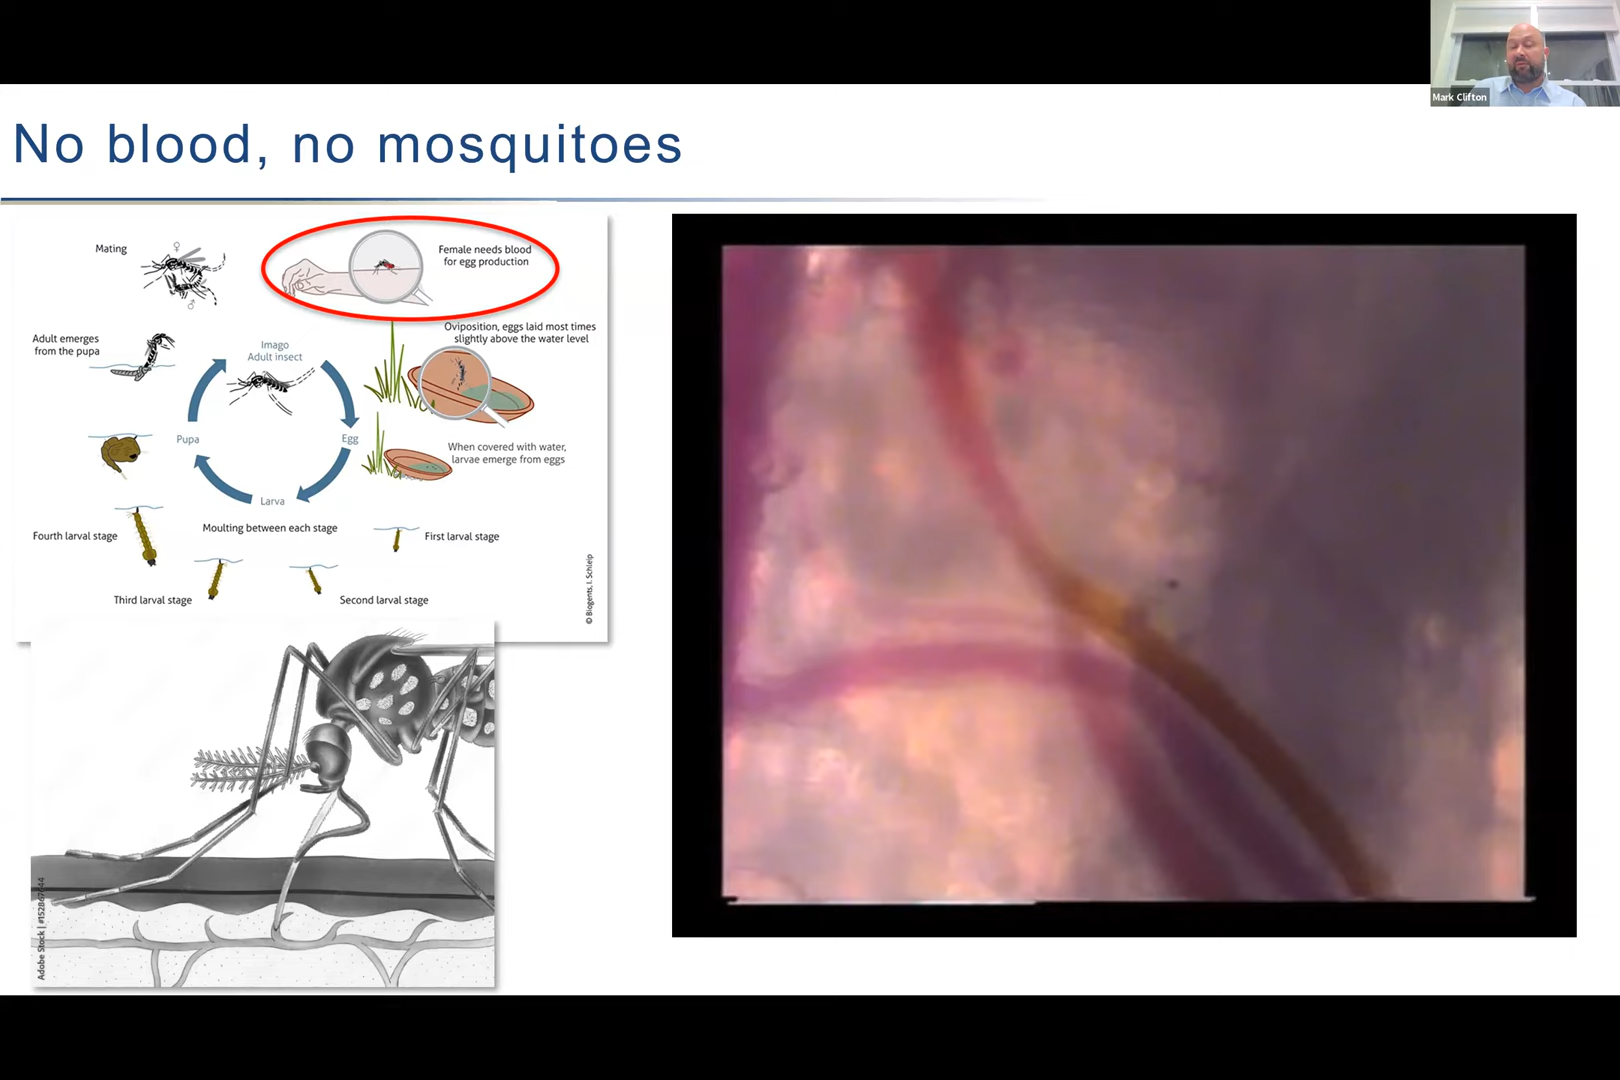 Mark Clifton
No blood, no mosquitoes
Mating
Female needs blood
for egg production
Adult emerges
from the pupa
Imago
Adult insect
Oviposition, eggs laid most times
slightly above the water level
Pupa
Egg
When covered with water,
larvae emerge from eggs
Larva
Moulting between each stage
Fourth larval stage
First larval stage
Third larval stage
Second larval stage
© Biogents, I. Schleip
Adobe Stock | #152867044